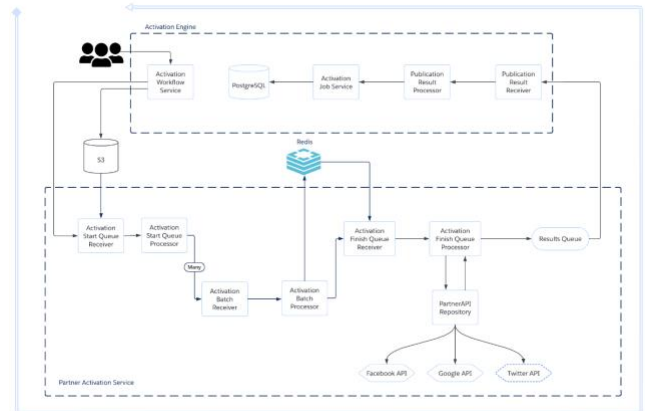 Activation Engine
Activation
Workflow
Service
PostgreSQL
Activation
Job Service
Publication
Result
Processor
Publication
Result
Receiver
S3
Redis
Activation
Start Queue
Receiver
Activation
Start Queue
Processor
Many
Activation
Batch
Receiver
Activation
Batch
Processor
Activation
Finish Queue
Receiver
Activation
Finish Queue
Processor
Results Queue
PartnerAPI
Repository
Facebook API
Google API
Twitter API
Partner Activation Service